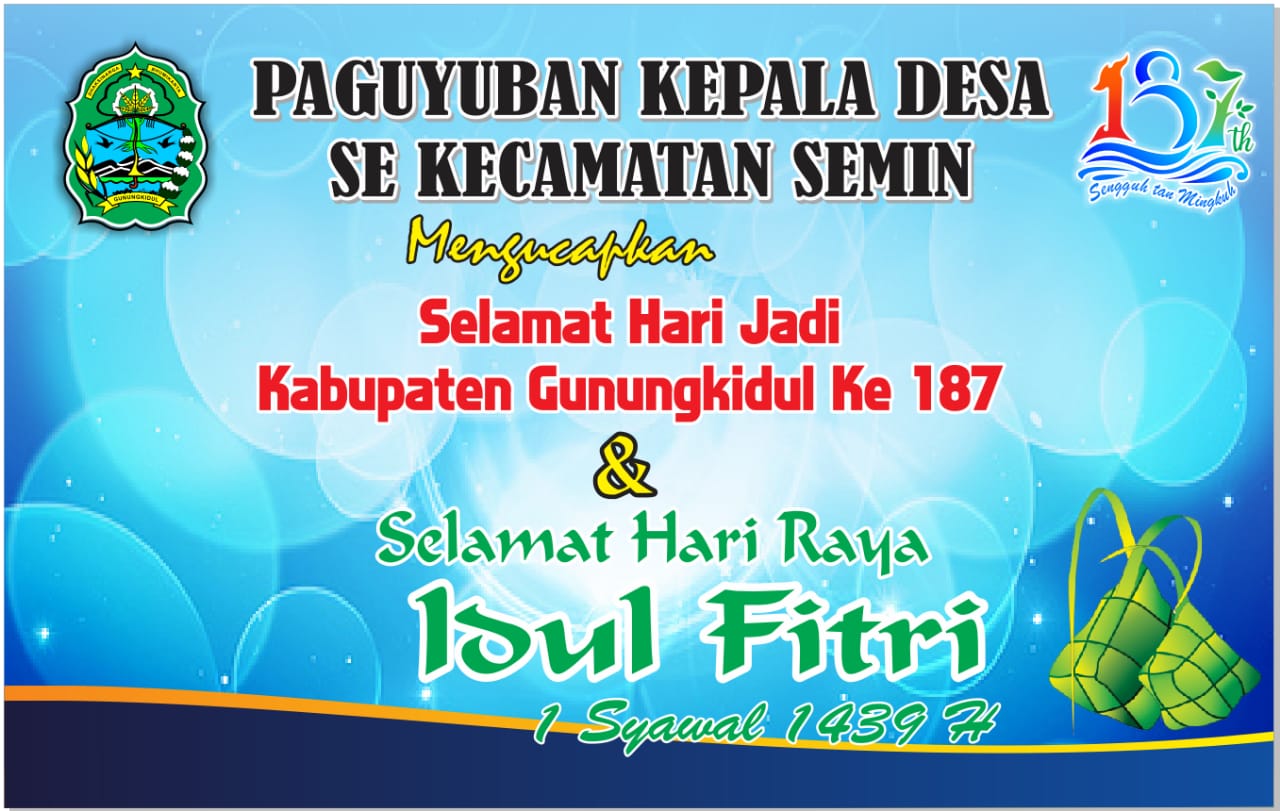 PAGUYUBAN KEPALA DESA
SE KECAMATAN SEMIN
Mengucapkan
Selamat Hari Jadi
Kabupaten Gunungkidul Ke 187
&
Selamat Hari Raya
Idul Fitri
1 Syawal 1439 H
187th
Sengguh tan Mingkuh
GUNUNGKIDUL